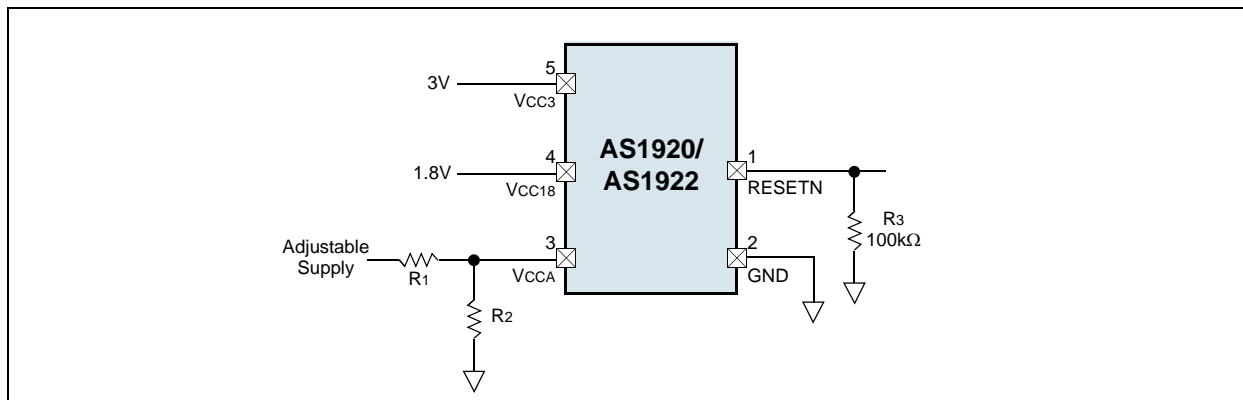 5
3V
VCC3
4
1.8V
VCC18
AS1920/
AS1922
1
RESETN
R3
100kΩ
3
Adjustable
Supply
R1
VCCA
2
GND
R2